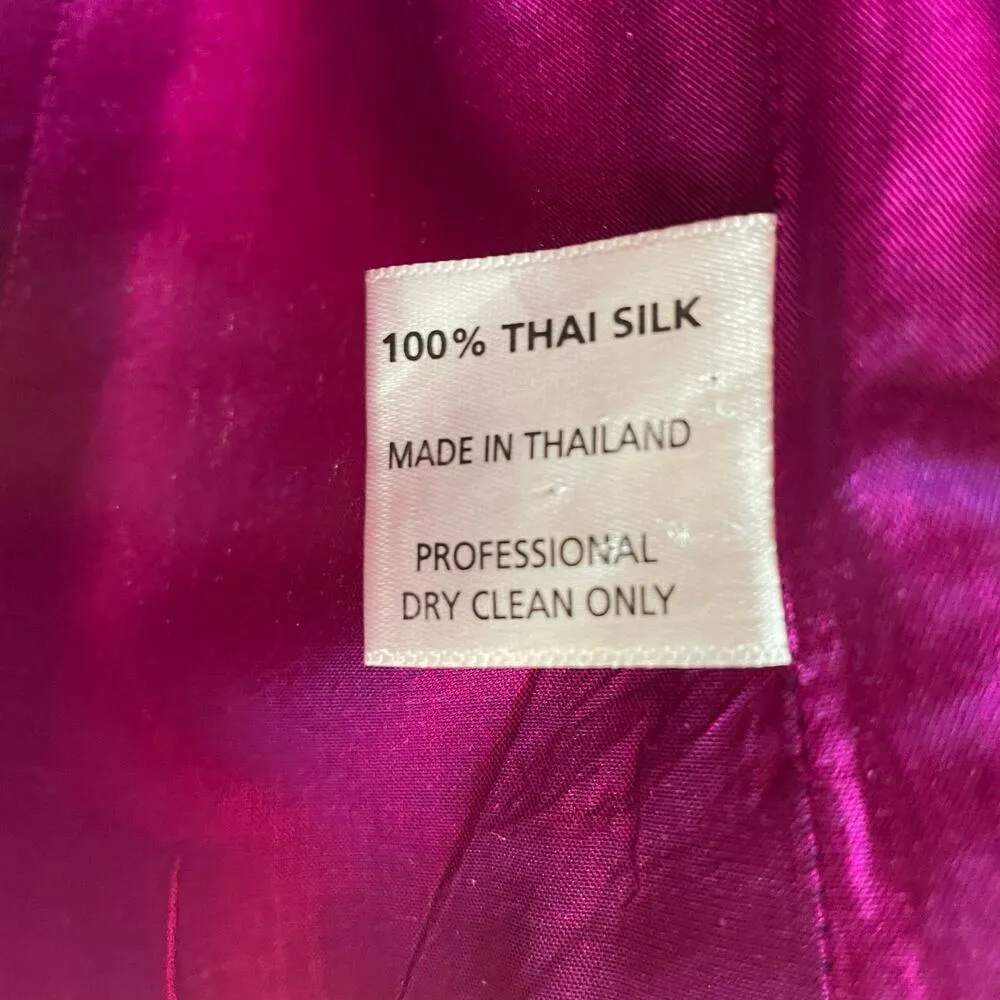 100% THAI SILK
MADE IN THAILAND
PROFESSIONAL
DRY CLEAN ONLY